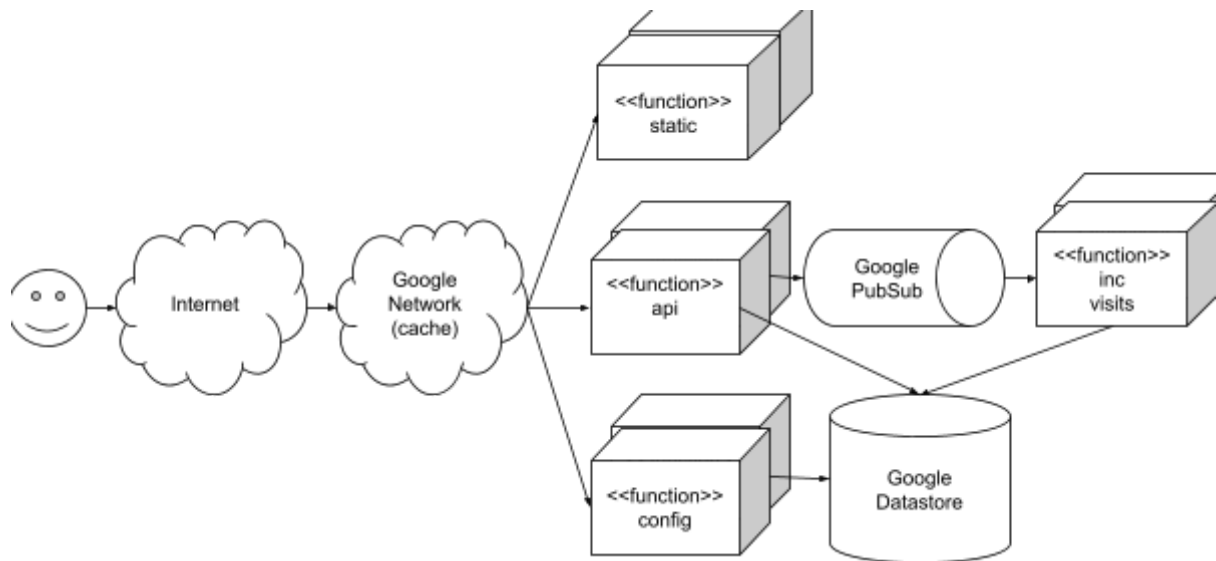 <<function>>
static
Internet
Google
Network
(cache)
<<function>>
api
Google
PubSub
<<function>>
inc
visits
<<function>>
config
Google
Datastore